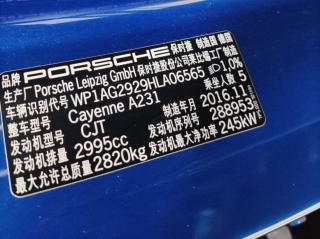 品牌 PORSCHE 保时捷 制造国 德国
生产厂 Porsche Leipzig GmbH 保时捷股份公司莱比锡工厂制造
车辆识别代号 WP1AG2929HLA06565 1.0%
整车型号 Cayenne A231 乘坐人数 5
发动机型号 CJT 制造年月 2016.11
发动机排量 2995cc 发动机序列号 288953
最大允许总质量 2820kg 发动机最大净功率 245kW